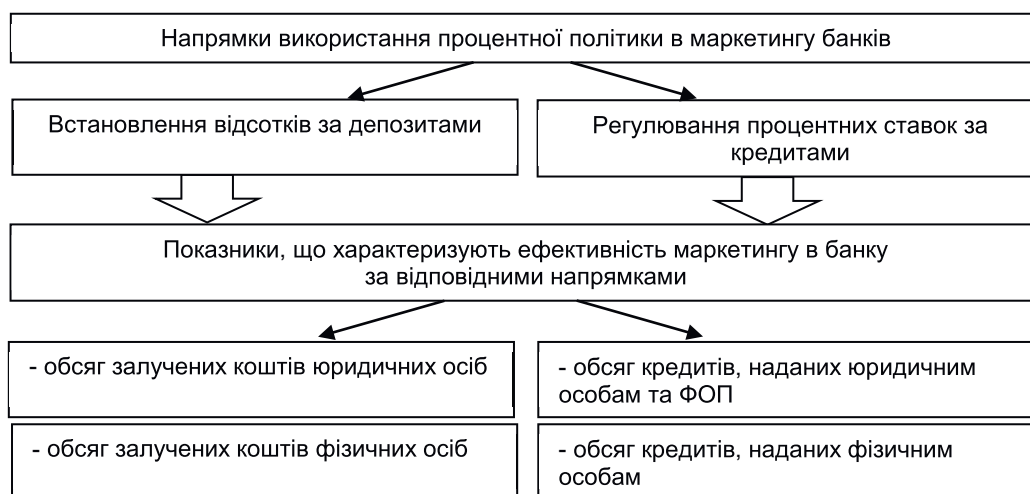 Напрямки використання процентної політики в маркетингу банків
Встановлення відсотків за депозитами
Регулювання процентних ставок за
кредитами
Показники, що характеризують ефективність маркетингу в банку
за відповідними напрямками
- обсяг залучених коштів юридичних осіб
- обсяг залучених коштів фізичних осіб
- обсяг кредитів, наданих юридичним
особам та ФОП
- обсяг кредитів, наданих фізичним
особам